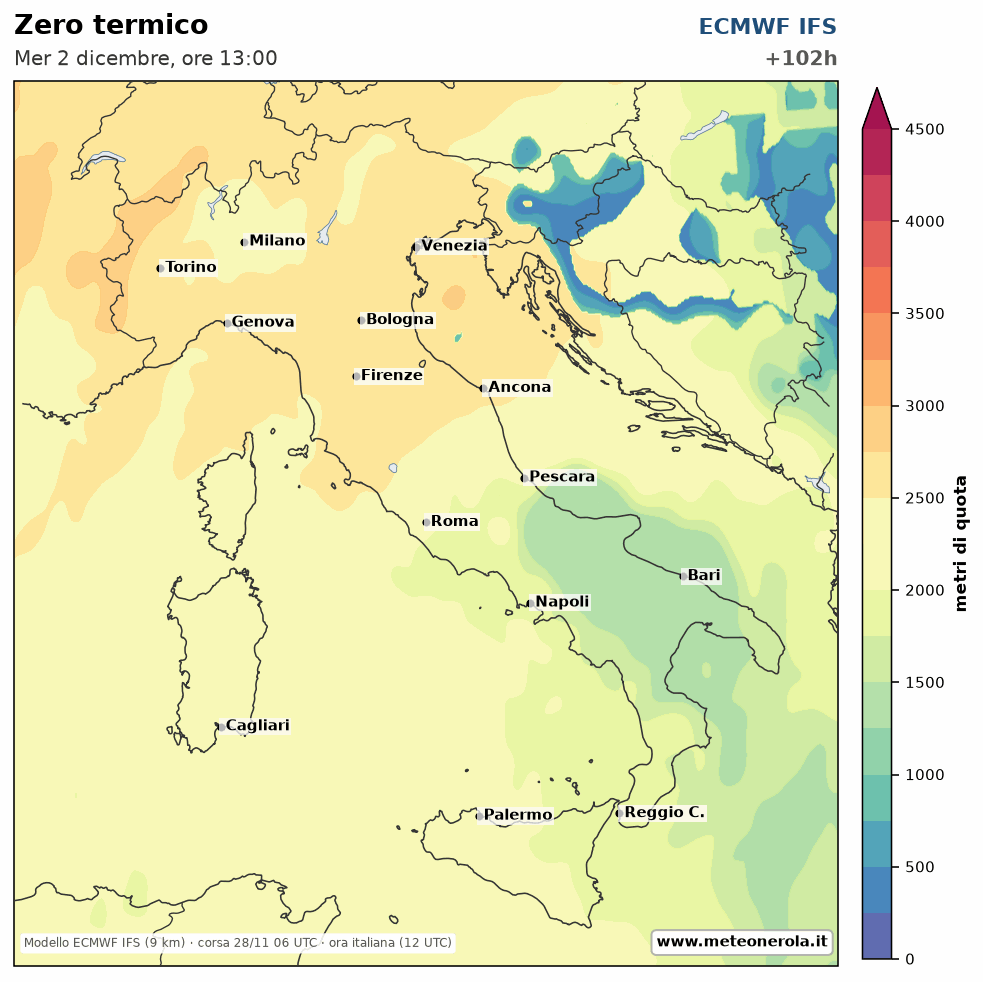 Zero termico
ECMWF IFS
Mer 2 dicembre, ore 13:00
+102h
Milano
Venezia
Torino
Genova
Bologna
Firenze
Ancona
Pescara
Roma
Bari
Napoli
Cagliari
Palermo
Reggio C.
Modello ECMWF IFS (9 km) · corsa 28/11 06 UTC · ora italiana (12 UTC)
www.meteonerola.it
4500
4000
3500
3000
2500
2000
1500
1000
500
0
metri di quota